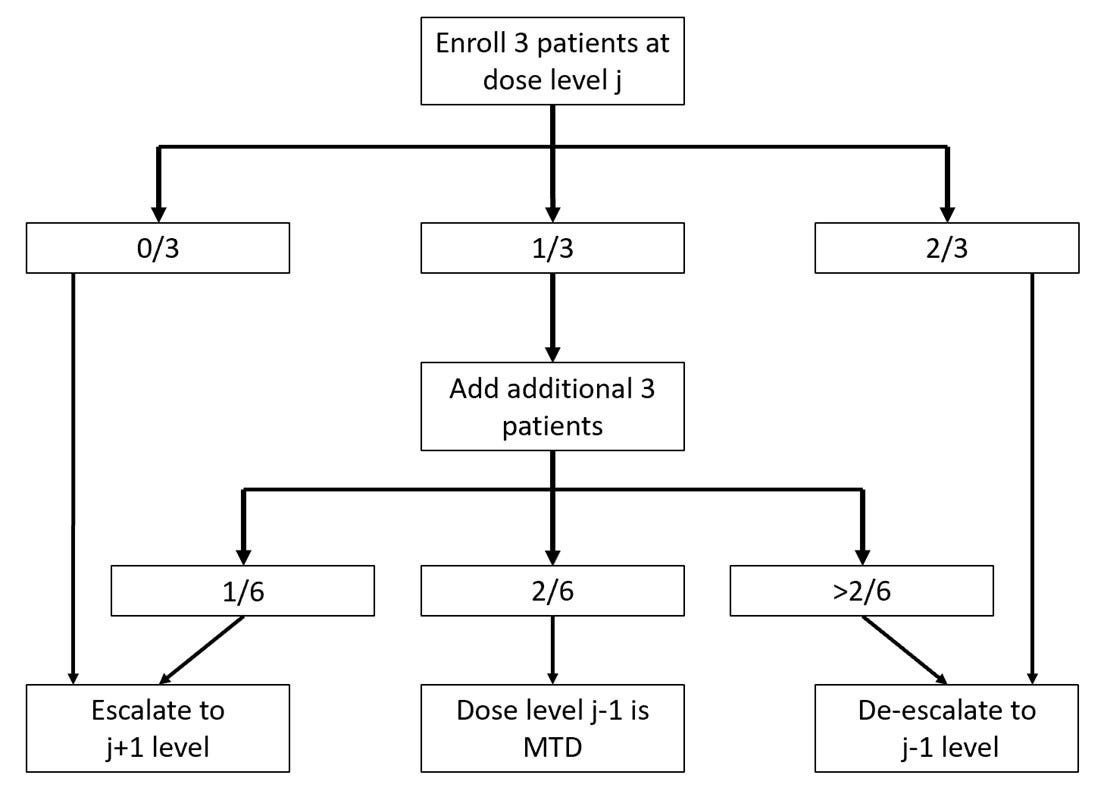 Enroll 3 patients at
dose level j
0/3
1/3
2/3
Add additional 3
patients
1/6
2/6
>2/6
Escalate to
j+1 level
Dose level j-1 is
MTD
De-escalate to
j-1 level